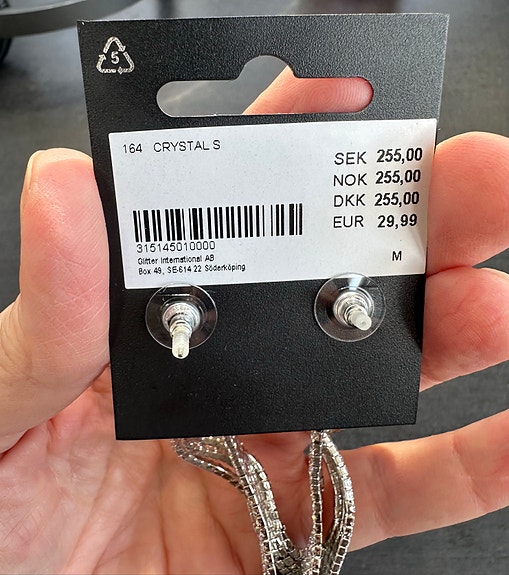 5
164 CRYSTAL S
SEK 255,00
NOK 255,00
DKK 255,00
EUR 29,99
M
315145010000
Glitter International AB
Box 49, SE-614 22 Söderköping